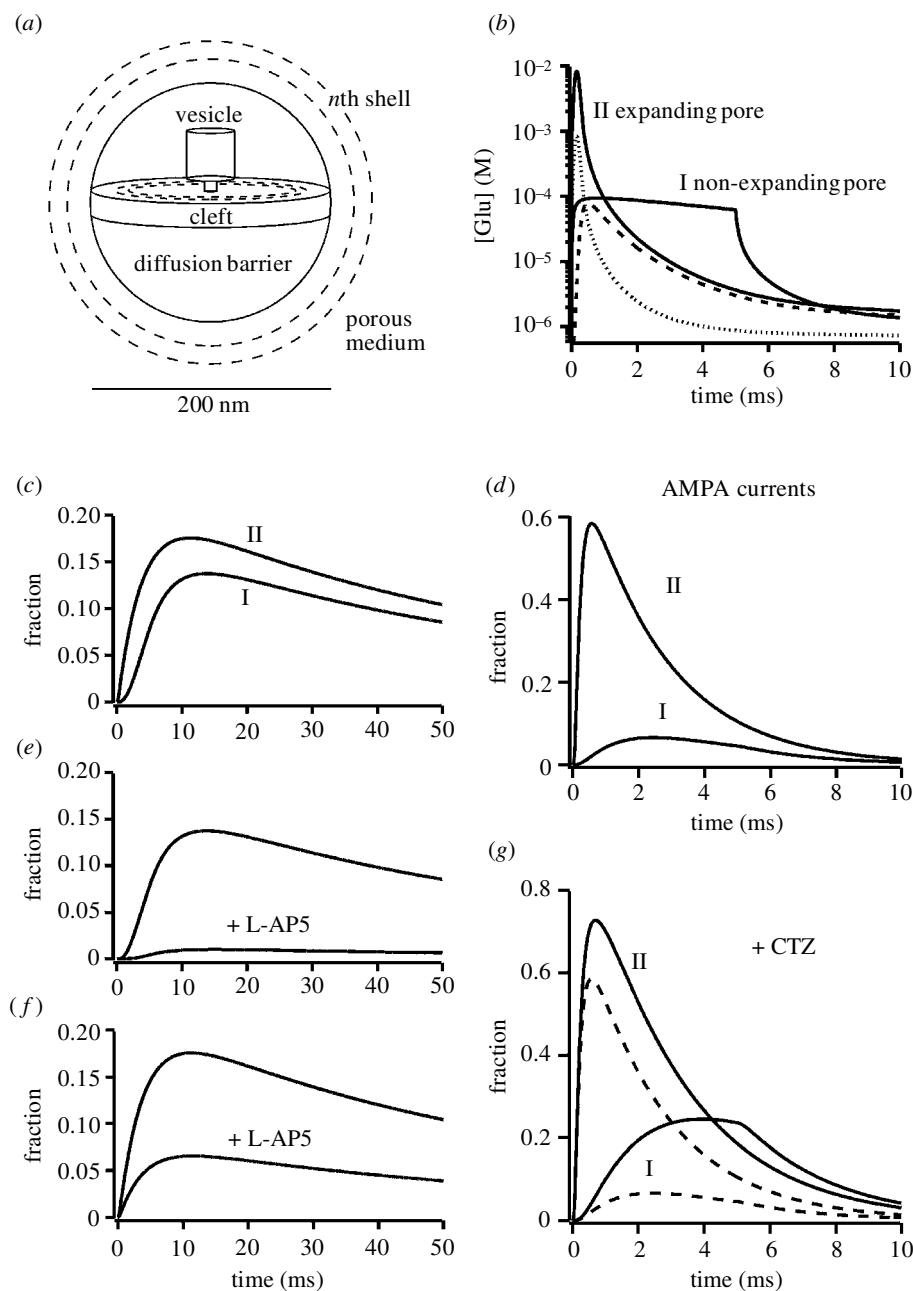 (a)
nth shell
vesicle
cleft
diffusion barrier
porous
medium
200 nm
(b)
10–2
10–3
10–4
10–5
10–6
[Glu] (M)
II expanding pore
I non-expanding pore
0 2 4 6 8 10
time (ms)
(c)
0.20
0.15
0.10
0.05
0
fraction
II
I
0 10 20 30 40 50
(d)
AMPA currents
0.6
0.4
0.2
0
fraction
II
I
0 2 4 6 8 10
time (ms)
(e)
0.20
0.15
0.10
0.05
0
fraction
+ L-AP5
0 10 20 30 40 50
(f)
0.20
0.15
0.10
0.05
0
fraction
+ L-AP5
0 10 20 30 40 50
time (ms)
(g)
0.8
0.6
0.4
0.2
0
fraction
+ CTZ
II
I
0 2 4 6 8 10
time (ms)